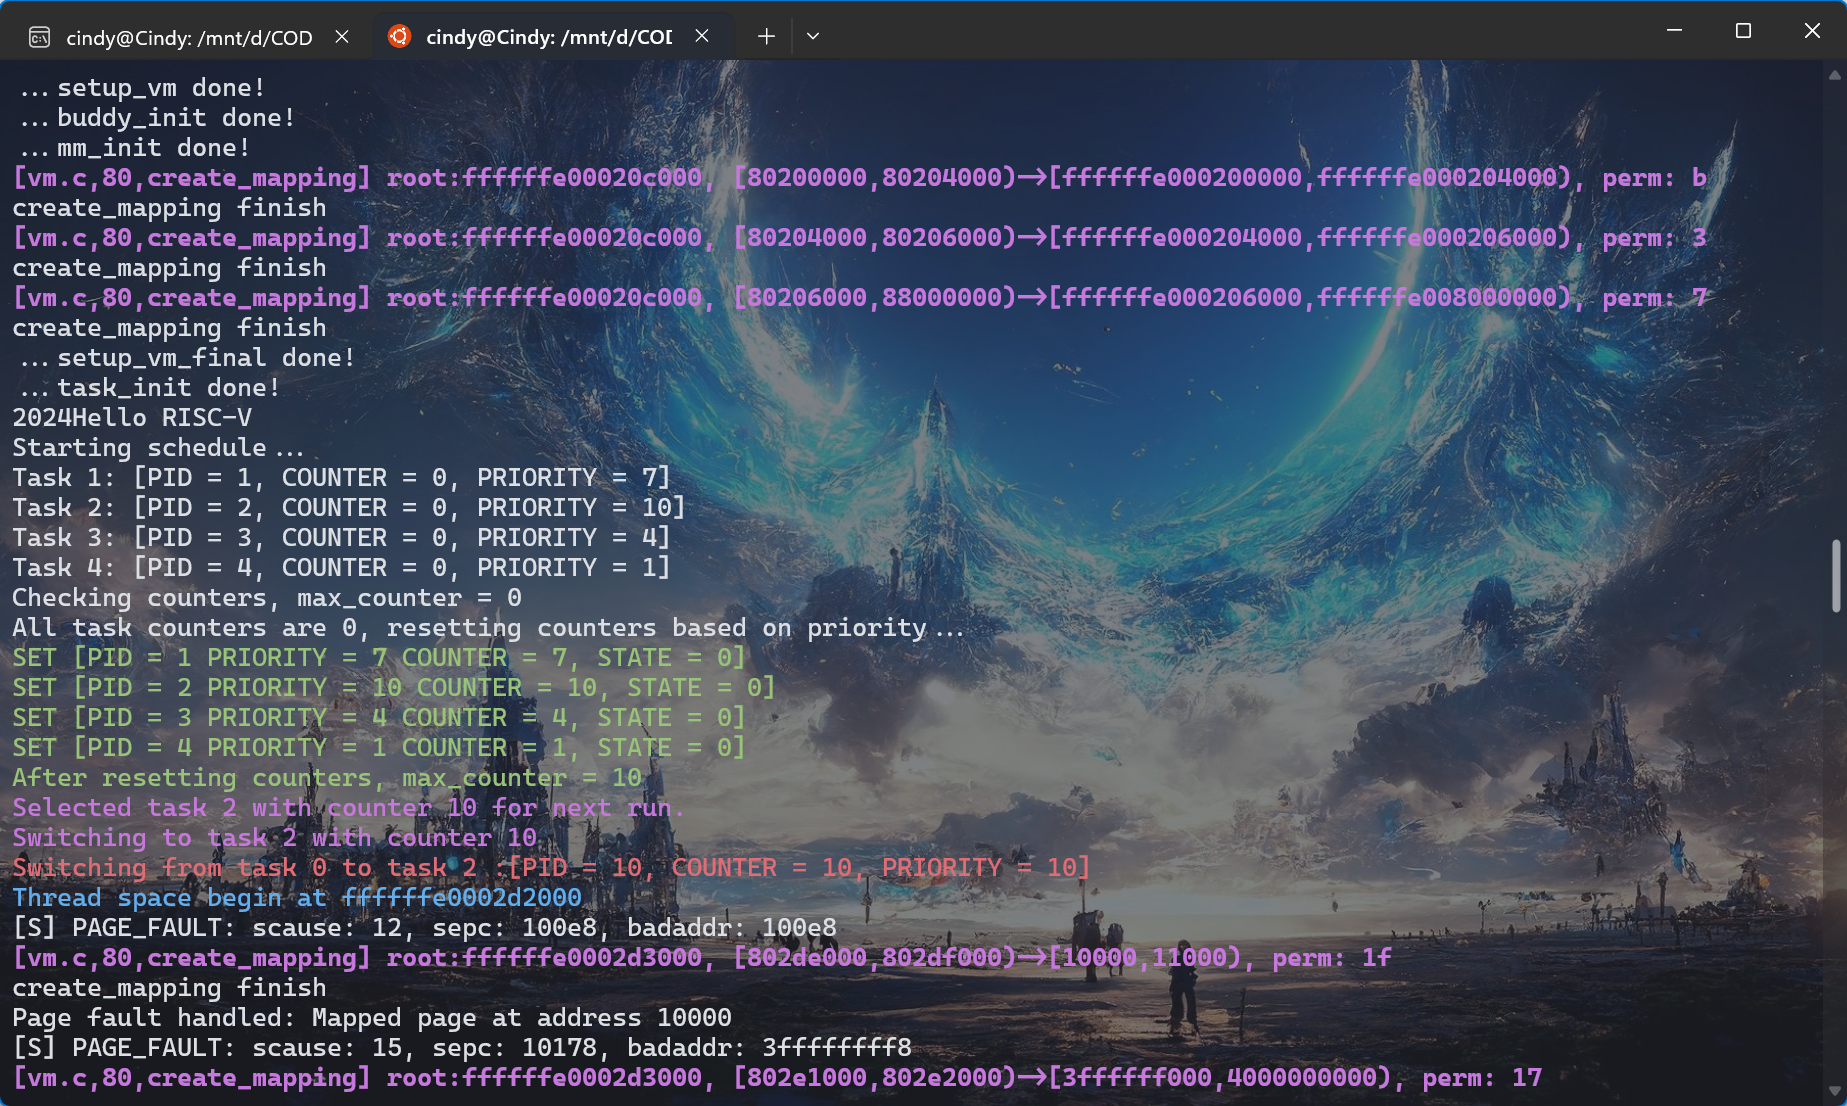 cindy@Cindy: /mnt/d/COD
cindy@Cindy: /mnt/d/COD
...setup_vm done!
...buddy_init done!
...mm_init done!
[vm.c,80,create_mapping] root:ffffffe00020c000, [80200000,80204000)->[ffffffe000200000,ffffffe000204000), perm: b
create_mapping finish
[vm.c,80,create_mapping] root:ffffffe00020c000, [80204000,80206000)->[ffffffe000204000,ffffffe000206000), perm: 3
create_mapping finish
[vm.c,80,create_mapping] root:ffffffe00020c000, [80206000,88000000)->[ffffffe000206000,ffffffe008000000), perm: 7
create_mapping finish
...setup_vm_final done!
...task_init done!
2024Hello RISC-V
Starting schedule...
Task 1: [PID = 1, COUNTER = 0, PRIORITY = 7]
Task 2: [PID = 2, COUNTER = 0, PRIORITY = 10]
Task 3: [PID = 3, COUNTER = 0, PRIORITY = 4]
Task 4: [PID = 4, COUNTER = 0, PRIORITY = 1]
Checking counters, max_counter = 0
All task counters are 0, resetting counters based on priority...
SET [PID = 1 PRIORITY = 7 COUNTER = 7, STATE = 0]
SET [PID = 2 PRIORITY = 10 COUNTER = 10, STATE = 0]
SET [PID = 3 PRIORITY = 4 COUNTER = 4, STATE = 0]
SET [PID = 4 PRIORITY = 1 COUNTER = 1, STATE = 0]
After resetting counters, max_counter = 10
Selected task 2 with counter 10 for next run.
Switching to task 2 with counter 10
Switching from task 0 to task 2 :[PID = 10, COUNTER = 10, PRIORITY = 10]
Thread space begin at ffffffe0002d2000
[S] PAGE_FAULT: scause: 12, sepc: 100e8, badaddr: 100e8
[vm.c,80,create_mapping] root:ffffffe0002d3000, [802de000,802df000)->[10000,11000), perm: 1f
create_mapping finish
Page fault handled: Mapped page at address 10000
[S] PAGE_FAULT: scause: 15, sepc: 10178, badaddr: 3ffffffff8
[vm.c,80,create_mapping] root:ffffffe0002d3000, [802e1000,802e2000)->[3ffffff000,4000000000), perm: 17